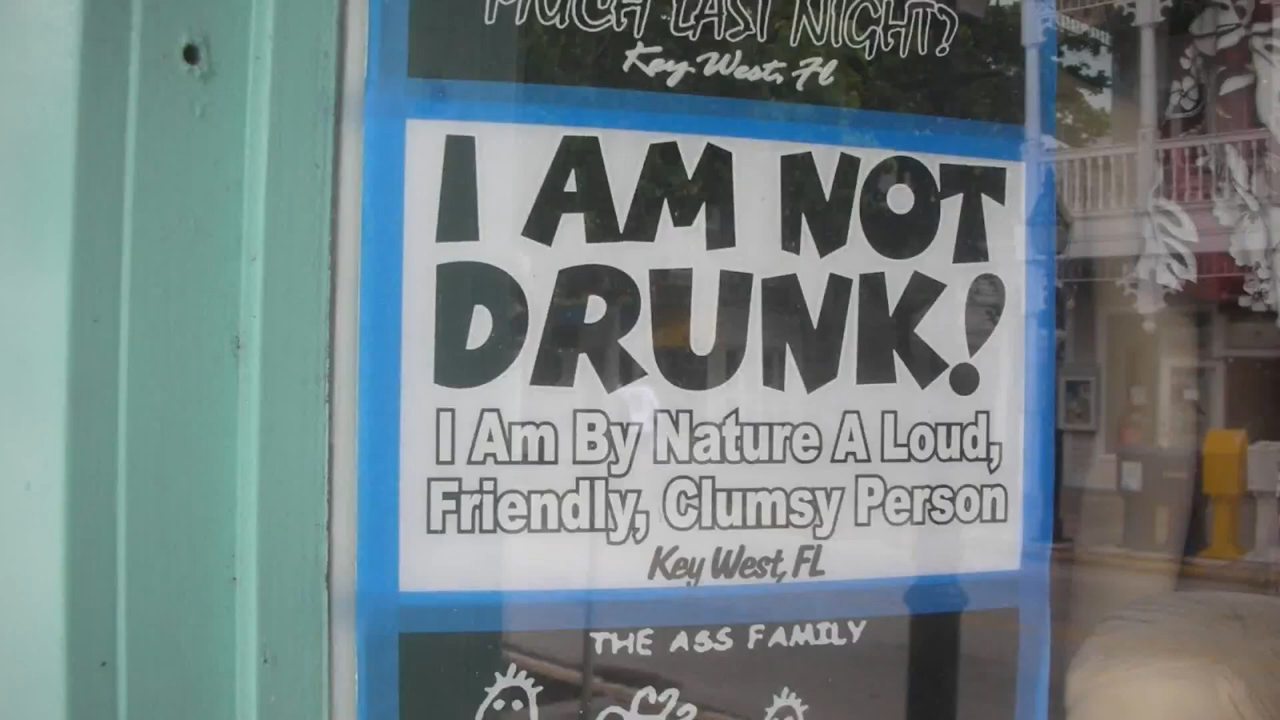 MUCH LAST NIGHT?
Key West, Fl
I AM NOT
DRUNK!
I Am By Nature A Loud,
Friendly, Clumsy Person
Key West, FL
THE ASS FAMILY